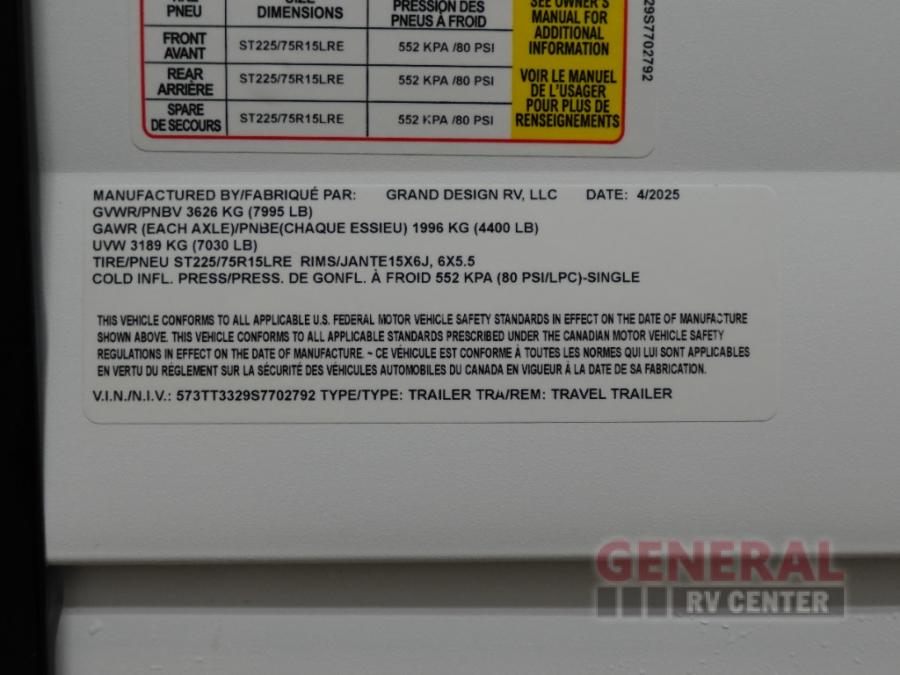 PNEU DIMENSIONS PRESSION DES PNEUS À FROID
SEE OWNER'S MANUAL FOR ADDITIONAL INFORMATION
FRONT AVANT ST225/75R15LRE 552 KPA /80 PSI
REAR ARRIÈRE ST225/75R15LRE 552 KPA /80 PSI
SPARE DE SECOURS ST225/75R15LRE 552 KPA /80 PSI
VOIR LE MANUEL DE L'USAGER POUR PLUS DE RENSEIGNEMENTS
29S7702792
MANUFACTURED BY/FABRIQUÉ PAR: GRAND DESIGN RV, LLC DATE: 4/2025
GVWR/PNBV 3626 KG (7995 LB)
GAWR (EACH AXLE)/PNBE(CHAQUE ESSIEU) 1996 KG (4400 LB)
UVW 3189 KG (7030 LB)
TIRE/PNEU ST225/75R15LRE RIMS/JANTE15X6J, 6X5.5
COLD INFL. PRESS/PRESS. DE GONFL. À FROID 552 KPA (80 PSI/LPC)-SINGLE
THIS VEHICLE CONFORMS TO ALL APPLICABLE U.S. FEDERAL MOTOR VEHICLE SAFETY STANDARDS IN EFFECT ON THE DATE OF MANUFACTURE
SHOWN ABOVE. THIS VEHICLE CONFORMS TO ALL APPLICABLE STANDARDS PRESCRIBED UNDER THE CANADIAN MOTOR VEHICLE SAFETY
REGULATIONS IN EFFECT ON THE DATE OF MANUFACTURE. ~ CE VÉHICULE EST CONFORME À TOUTES LES NORMES QUI LUI SONT APPLICABLES
EN VERTU DU RÈGLEMENT SUR LA SÉCURITÉ DES VÉHICULES AUTOMOBILES DU CANADA EN VIGUEUR À LA DATE DE SA FABRICATION.
V.I.N./N.I.V.: 573TT3329S7702792 TYPE/TYPE: TRAILER TRA/REM: TRAVEL TRAILER
GENERAL
RV CENTER